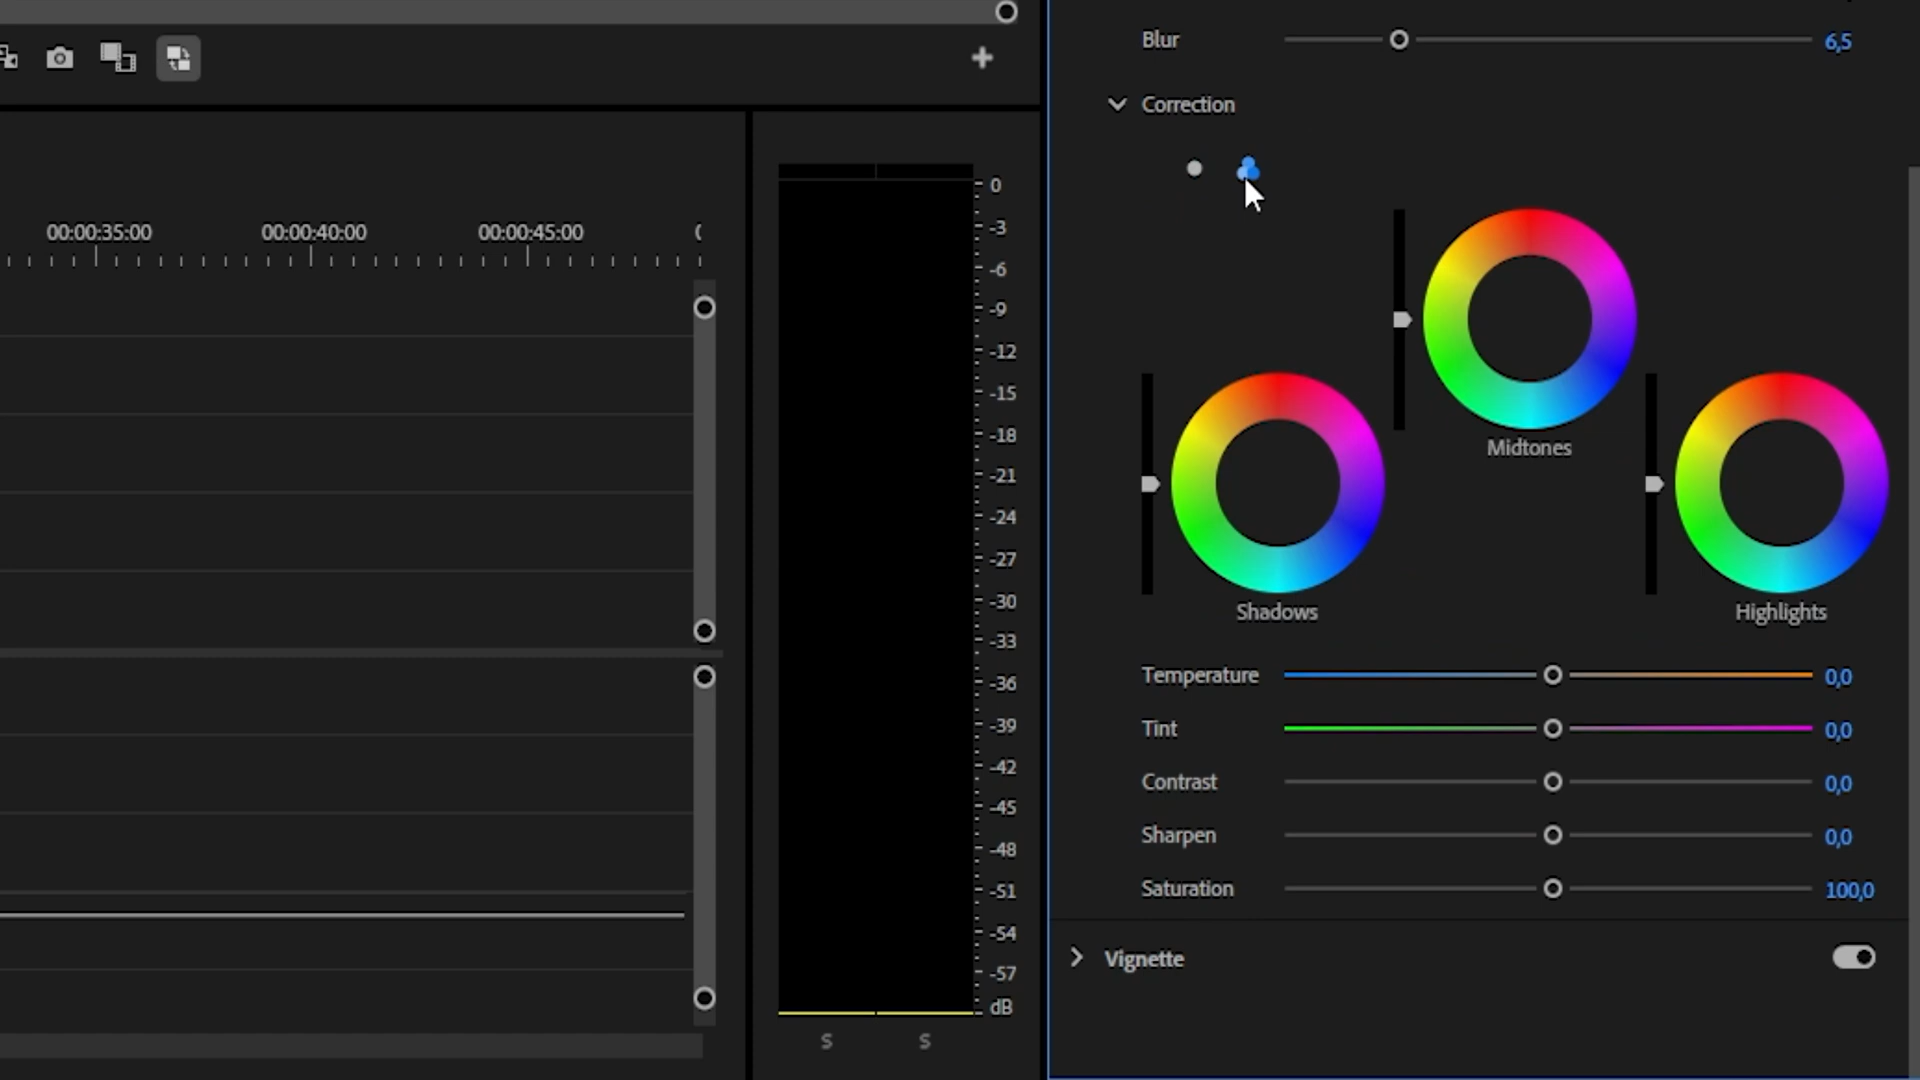 Blur 6,5
Correction
00:00:35:00 00:00:40:00 00:00:45:00
0
-3
-6
-9
-12
-15
-18
-21
-24
-27
-30
-33
-36
-39
-42
-45
-48
-51
-54
-57
dB
S S
Midtones
Shadows
Highlights
Temperature 0,0
Tint 0,0
Contrast 0,0
Sharpen 0,0
Saturation 100,0
Vignette